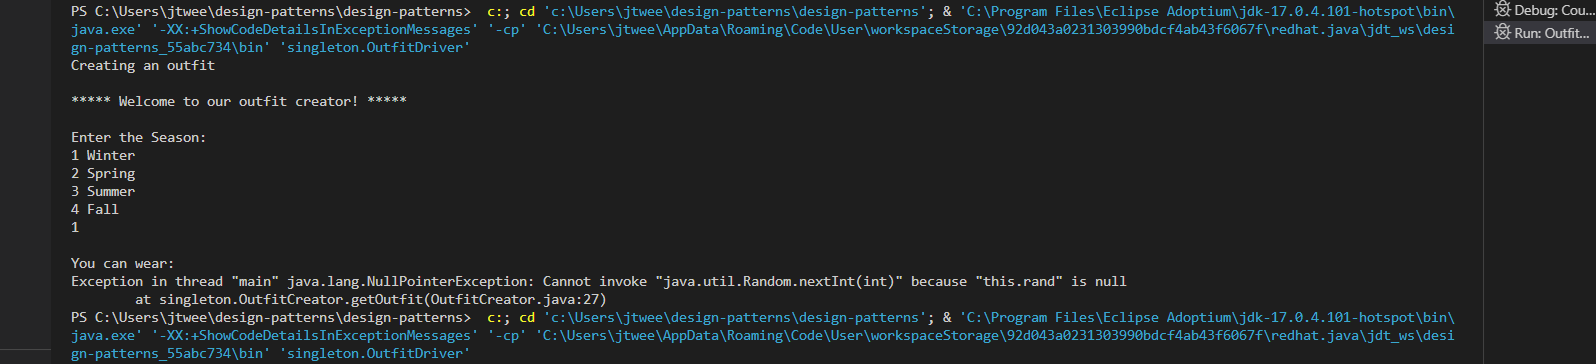 PS C:\Users\jtwee\design-patterns\design-patterns>  c:; cd 'c:\Users\jtwee\design-patterns\design-patterns'; & 'C:\Program Files\Eclipse Adoptium\jdk-17.0.4.101-hotspot\bin\
java.exe' '-XX:+ShowCodeDetailsInExceptionMessages' '-cp' 'C:\Users\jtwee\AppData\Roaming\Code\User\workspaceStorage\92d043a0231303990bdcf4ab43f6067f\redhat.java\jdt_ws\desi
gn-patterns_55abc734\bin' 'singleton.OutfitDriver'
Creating an outfit
***** Welcome to our outfit creator! *****
Enter the Season:
1 Winter
2 Spring
3 Summer
4 Fall
1
You can wear:
Exception in thread "main" java.lang.NullPointerException: Cannot invoke "java.util.Random.nextInt(int)" because "this.rand" is null
at singleton.OutfitCreator.getOutfit(OutfitCreator.java:27)
PS C:\Users\jtwee\design-patterns\design-patterns>  c:; cd 'c:\Users\jtwee\design-patterns\design-patterns'; & 'C:\Program Files\Eclipse Adoptium\jdk-17.0.4.101-hotspot\bin\
java.exe' '-XX:+ShowCodeDetailsInExceptionMessages' '-cp' 'C:\Users\jtwee\AppData\Roaming\Code\User\workspaceStorage\92d043a0231303990bdcf4ab43f6067f\redhat.java\jdt_ws\desi
gn-patterns_55abc734\bin' 'singleton.OutfitDriver'
Debug: Cou...
Run: Outfit...